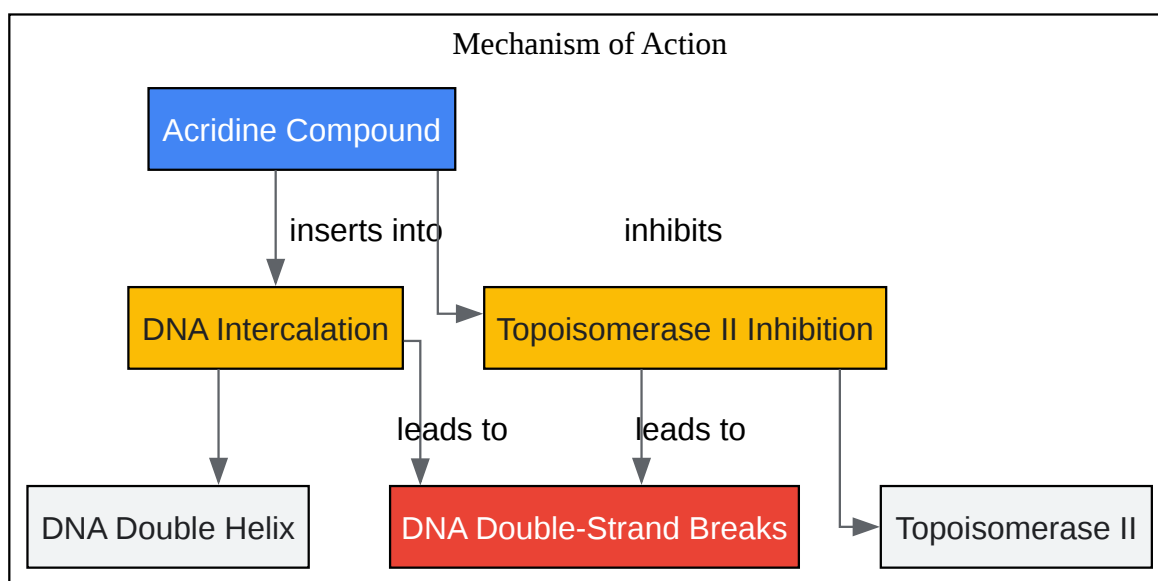 Mechanism of Action
Acridine Compound
inserts into
inhibits
DNA Intercalation
Topoisomerase II Inhibition
leads to
leads to
DNA Double Helix
DNA Double-Strand Breaks
Topoisomerase II